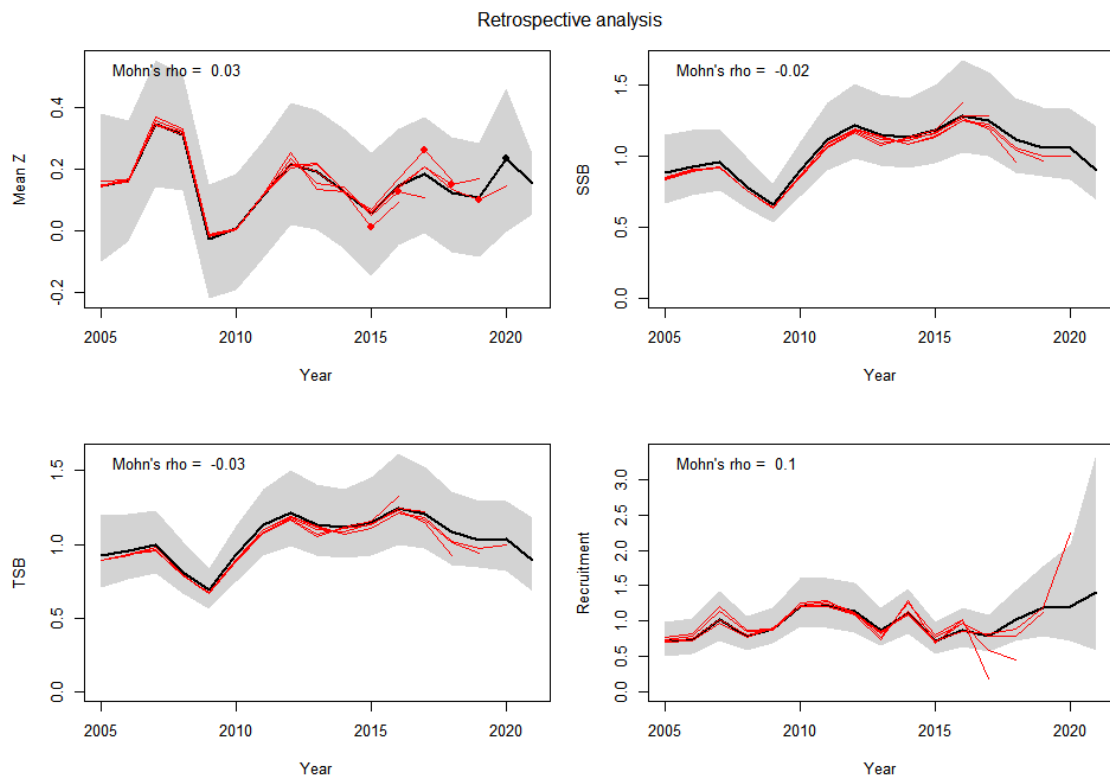 Retrospective analysis
Mohn's rho = 0.03
Mean Z
-0.2 0.0 0.2 0.4
2005 2010 2015 2020
Year
Mohn's rho = -0.02
SSB
0.0 0.5 1.0 1.5
2005 2010 2015 2020
Year
Mohn's rho = -0.03
TSB
0.0 0.5 1.0 1.5
2005 2010 2015 2020
Year
Mohn's rho = 0.1
Recruitment
0.0 0.5 1.0 1.5 2.0 2.5 3.0
2005 2010 2015 2020
Year